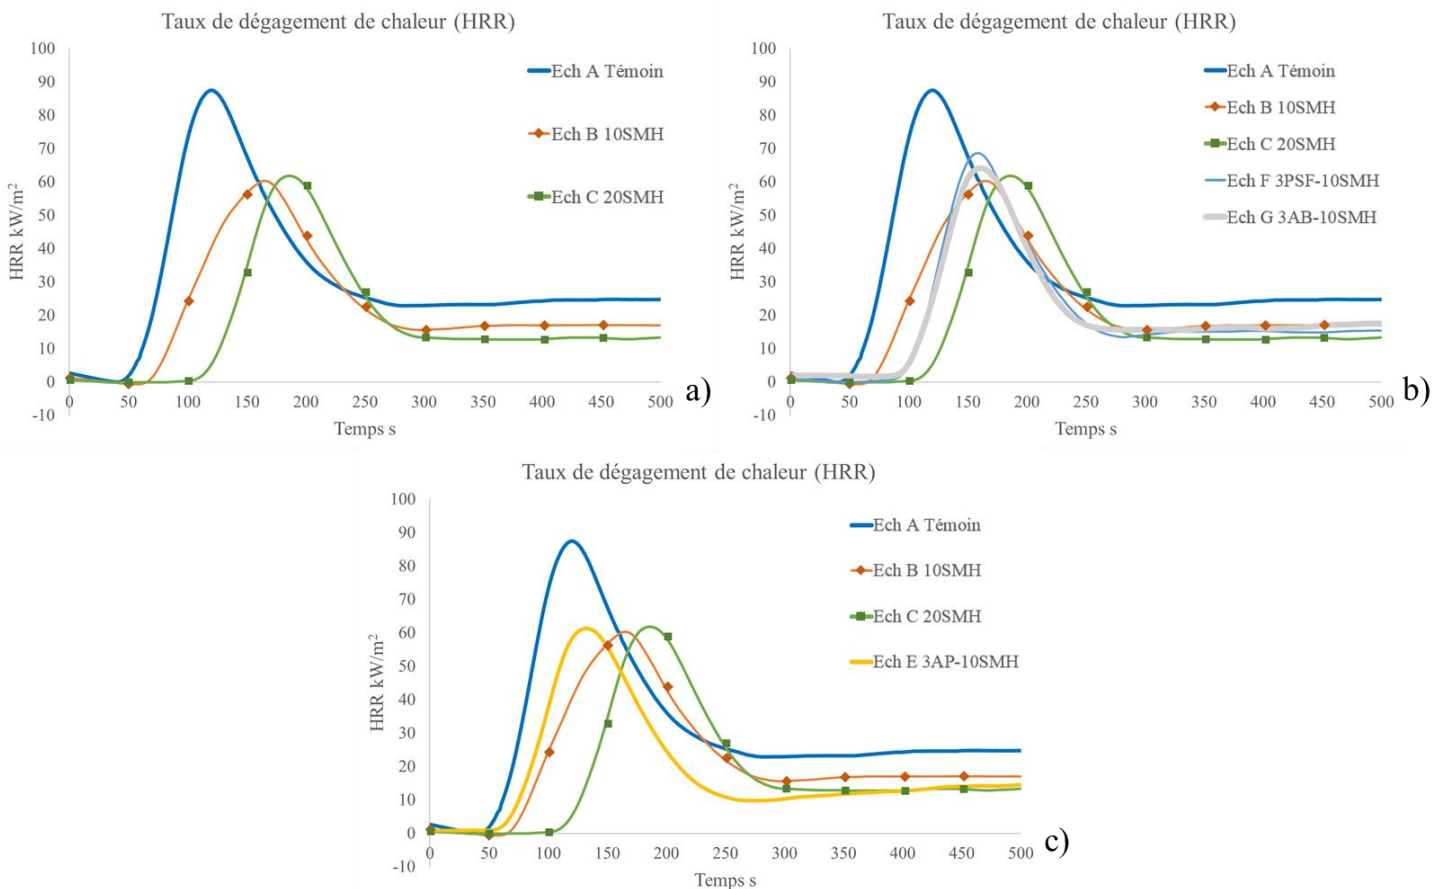 Taux de dégagement de chaleur (HRR)
100
90
80
70
60
50
40
30
20
10
0
-10
HRR kW/m²
0 50 100 150 200 250 300 350 400 450 500
Temps s
Ech A Témoin
Ech B 10SMH
Ech C 20SMH
a)
Taux de dégagement de chaleur (HRR)
100
90
80
70
60
50
40
30
20
10
0
-10
HRR kW/m²
0 50 100 150 200 250 300 350 400 450 500
Temps s
Ech A Témoin
Ech B 10SMH
Ech C 20SMH
Ech F 3PSF-10SMH
Ech G 3AB-10SMH
b)
Taux de dégagement de chaleur (HRR)
100
90
80
70
60
50
40
30
20
10
0
-10
HRR kW/m²
0 50 100 150 200 250 300 350 400 450 500
Temps s
Ech A Témoin
Ech B 10SMH
Ech C 20SMH
Ech E 3AP-10SMH
c)